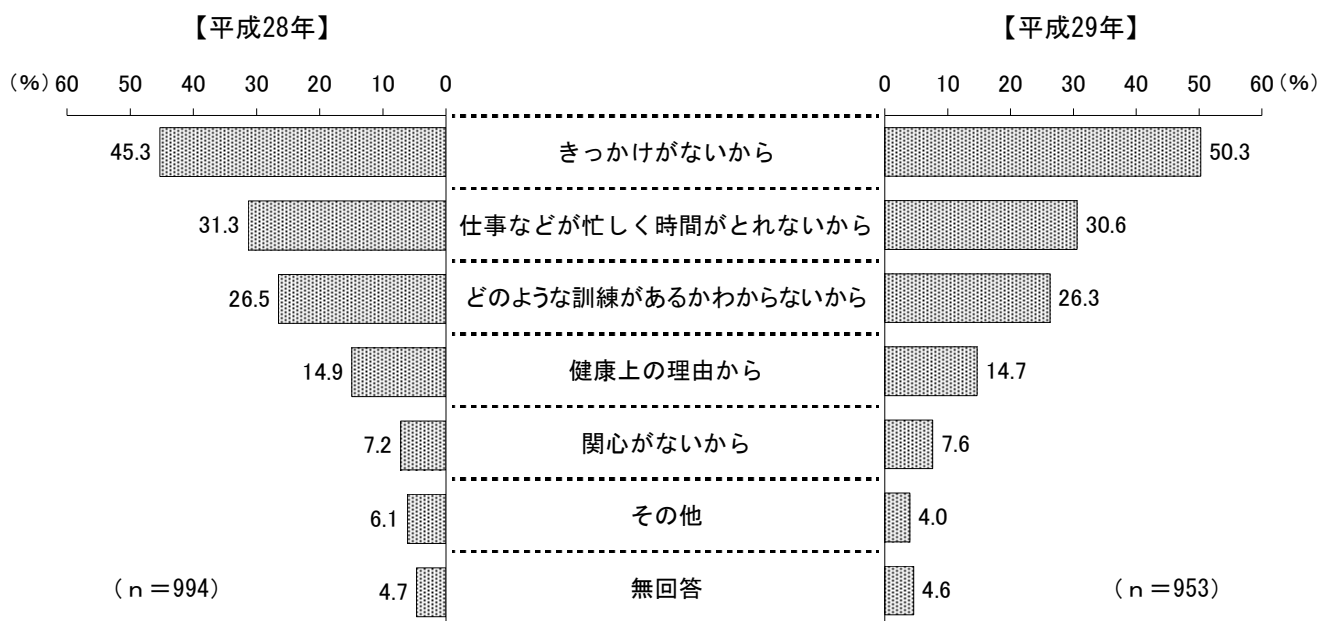 【平成28年】 【平成29年】
(%) 60 50 40 30 20 10 0 0 10 20 30 40 50 60 (%)
45.3 きっかけがないから 50.3
31.3 仕事などが忙しく時間がとれないから 30.6
26.5 どのような訓練があるかわからないから 26.3
14.9 健康上の理由から 14.7
7.2 関心がないから 7.6
6.1 その他 4.0
(n=994) 4.7 無回答 4.6 (n=953)